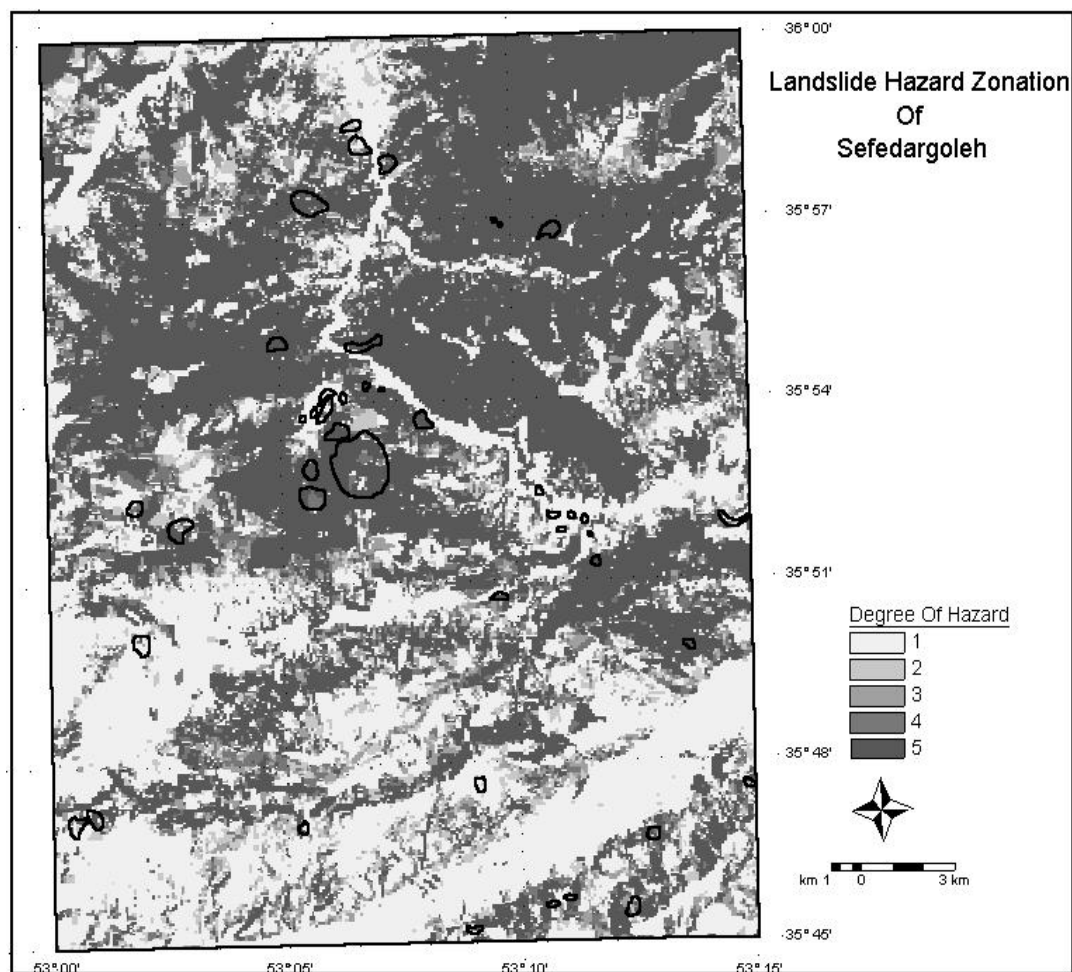 36° 00'
Landslide Hazard Zonation
Of
Sefedargoleh
35° 57'
35° 54'
35° 51'
Degree Of Hazard
1
2
3
4
5
35° 48'
km 1 0 3 km
35° 45'
53° 00' 53° 05' 53° 10' 53° 15'